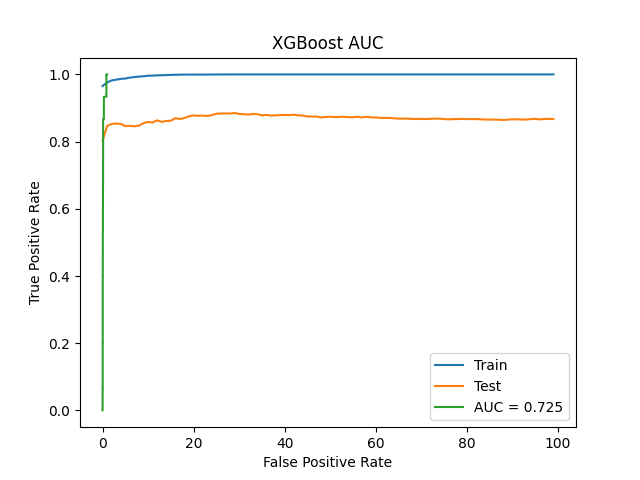 XGBoost AUC
True Positive Rate
1.0
0.8
0.6
0.4
0.2
0.0
0
20
40
60
80
100
False Positive Rate
Train
Test
AUC = 0.725